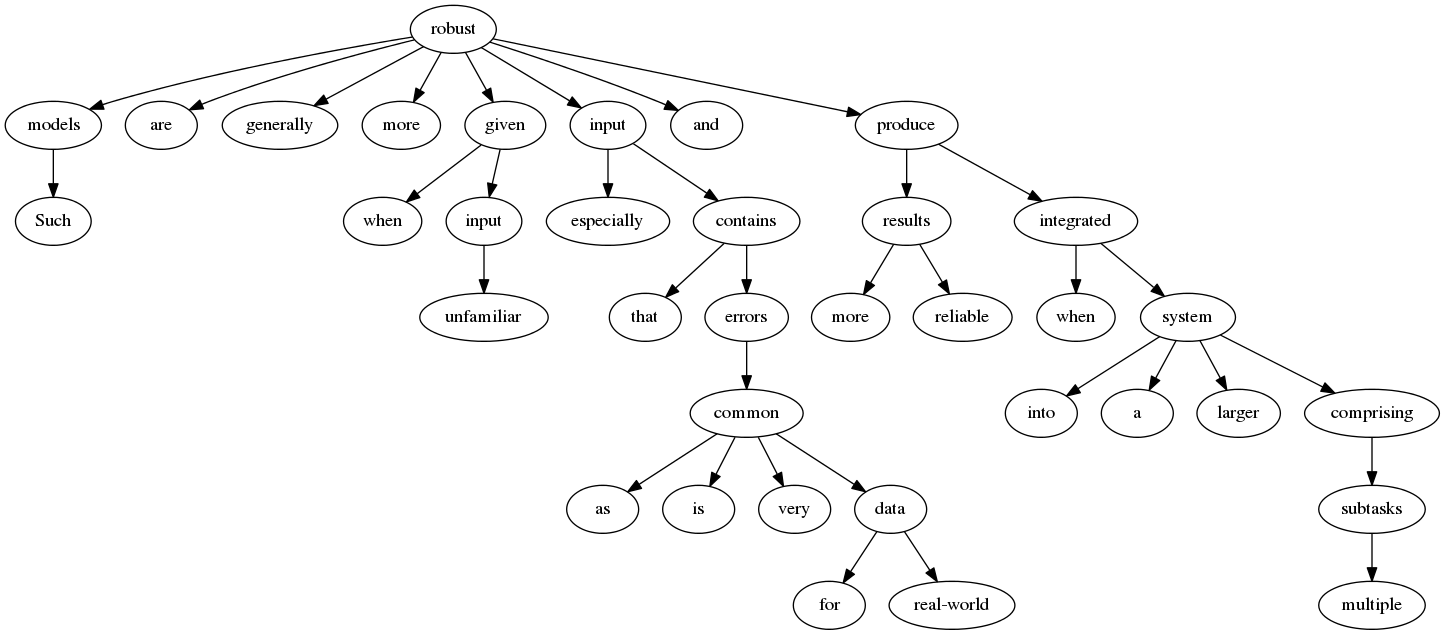 robust
models are generally more given input and produce
Such when input especially contains results integrated
unfamiliar that errors more reliable when system
common into a larger comprising
as is very data subtasks
for real-world multiple